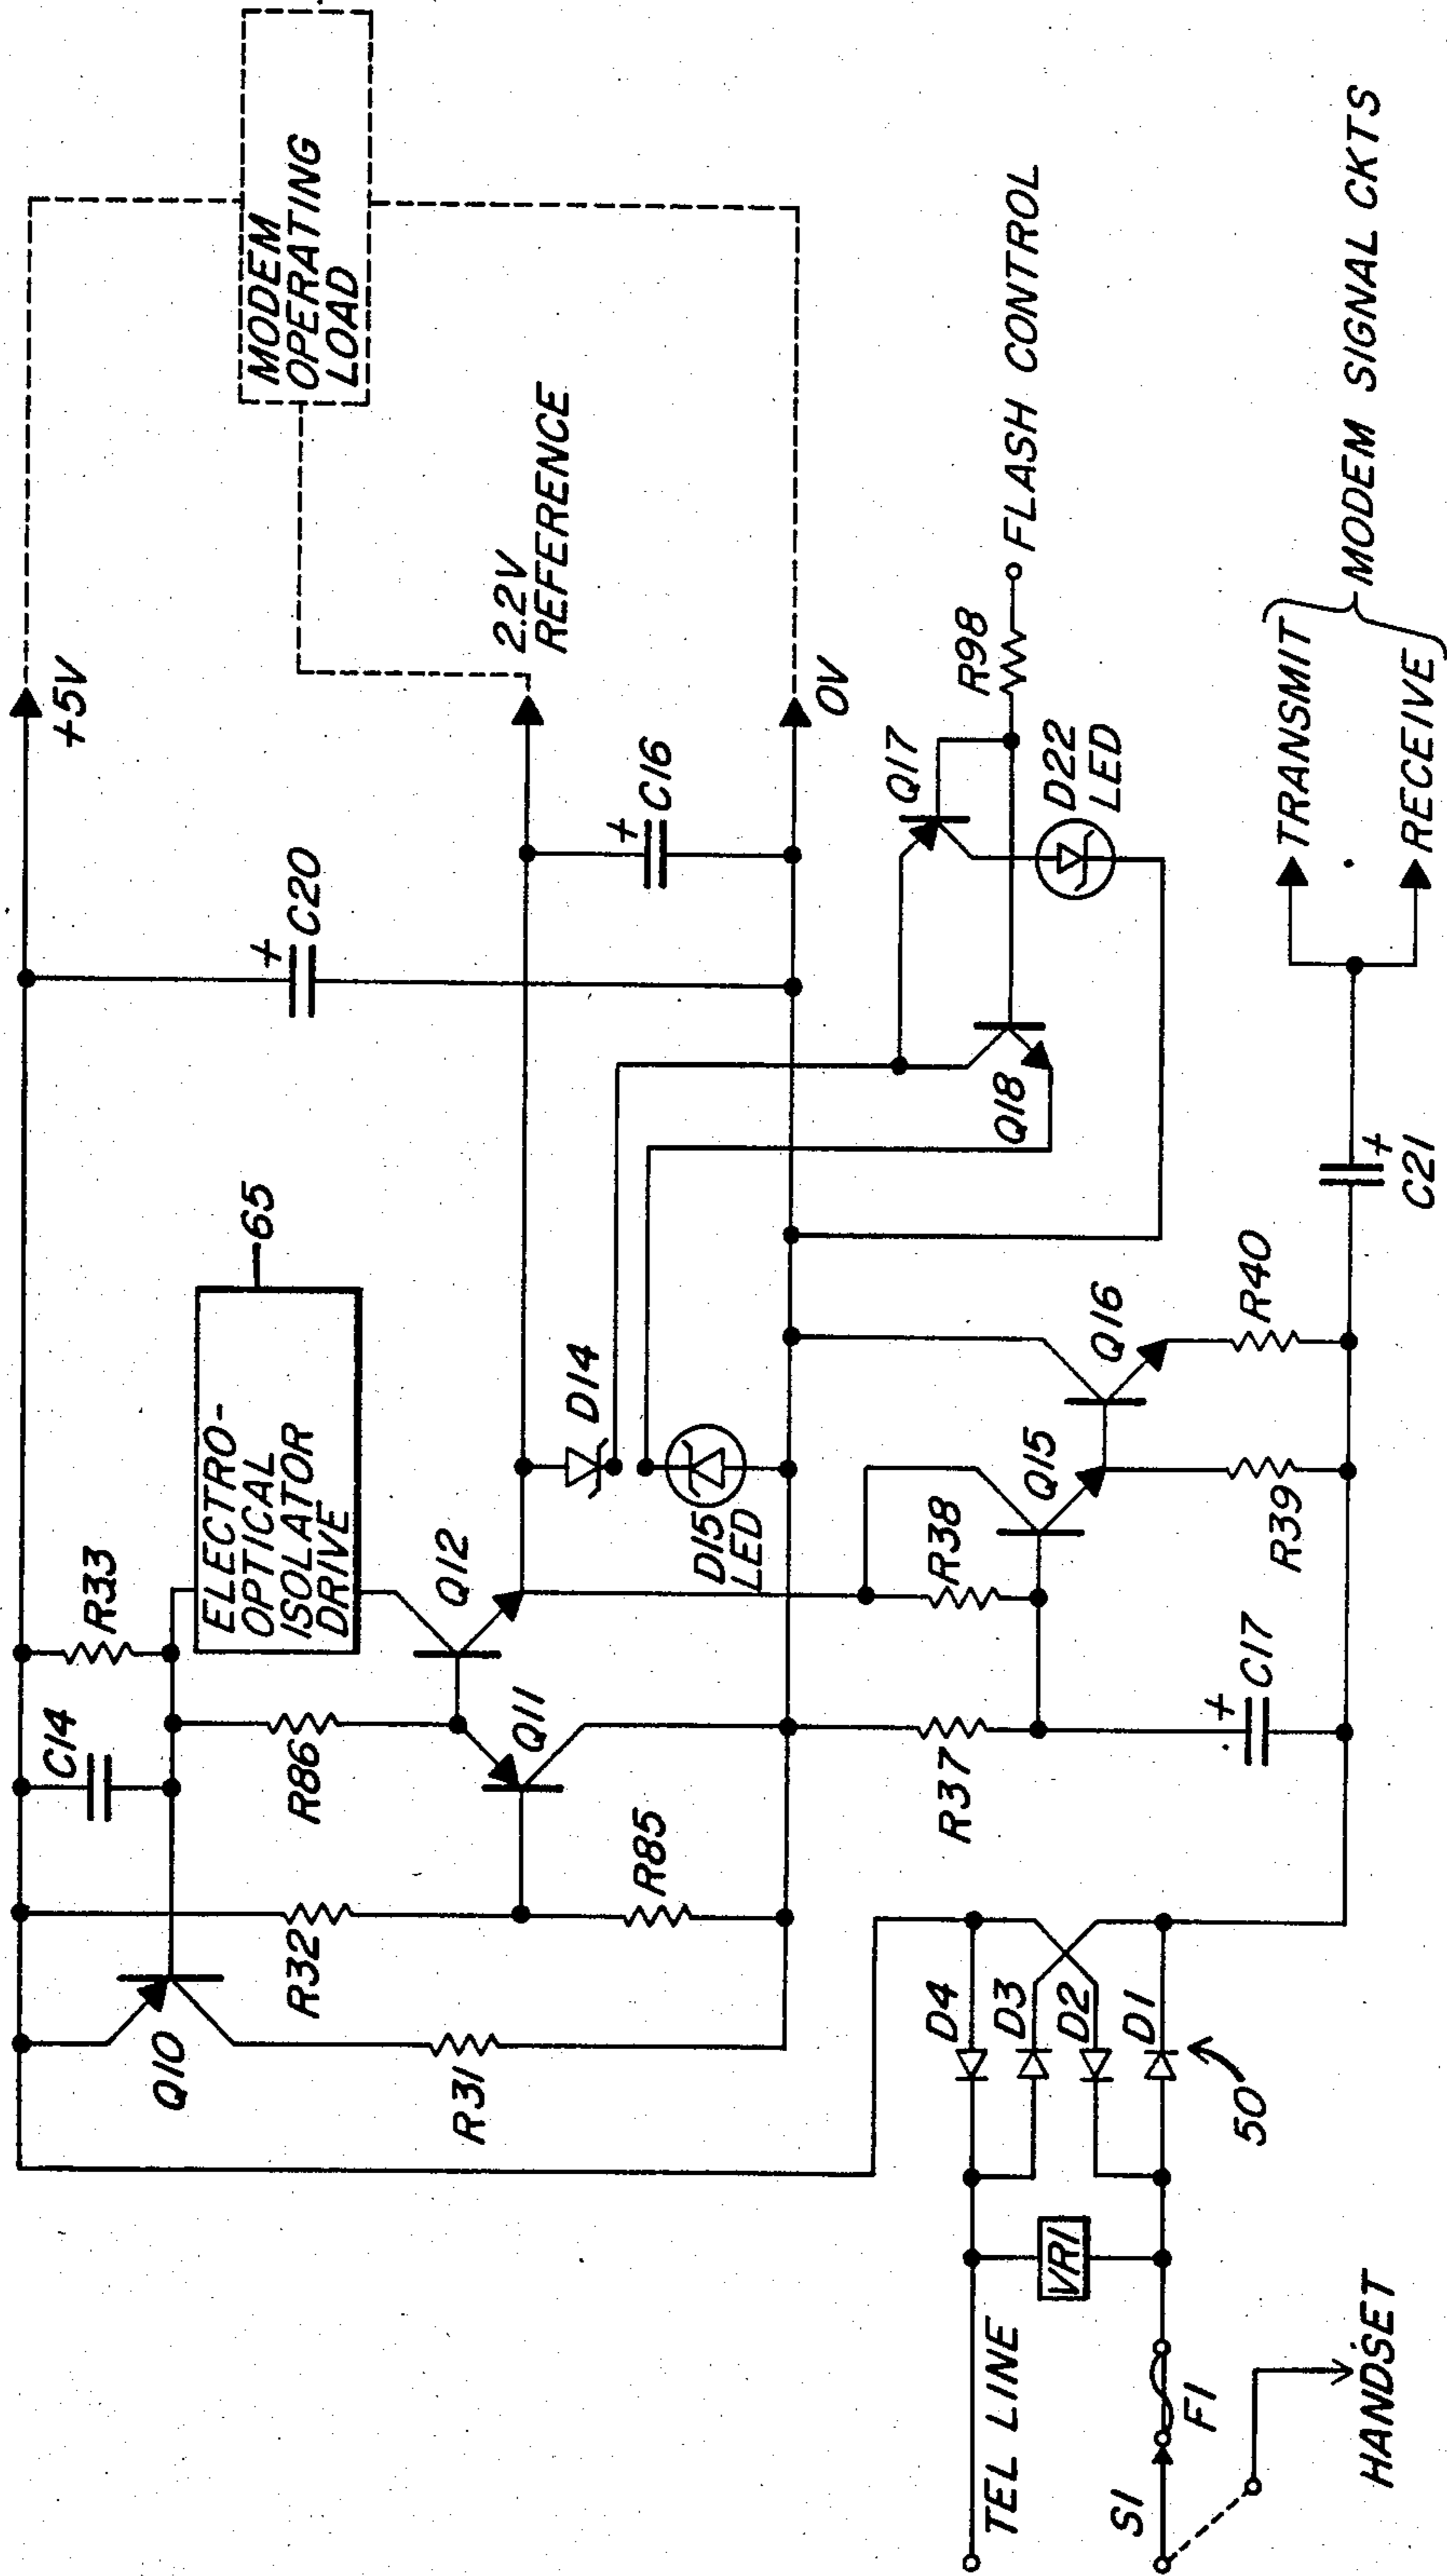 +5V
MODEM
OPERATING
LOAD
C14
R33
65
C20
ELECTRO-
OPTICAL
ISOLATOR
DRIVE
Q10
R32
R86
Q12
2.2V
REFERENCE
Q11
R31
R85
D14
D15
LED
C16
0V
Q17
R98
FLASH CONTROL
D22
LED
Q18
R37
R38
Q15
Q16
C17
R39
R40
C21
TRANSMIT
RECEIVE
MODEM SIGNAL CKTS
D4
D3
D2
D1
50
TEL LINE
VR1
S1
F1
HANDSET